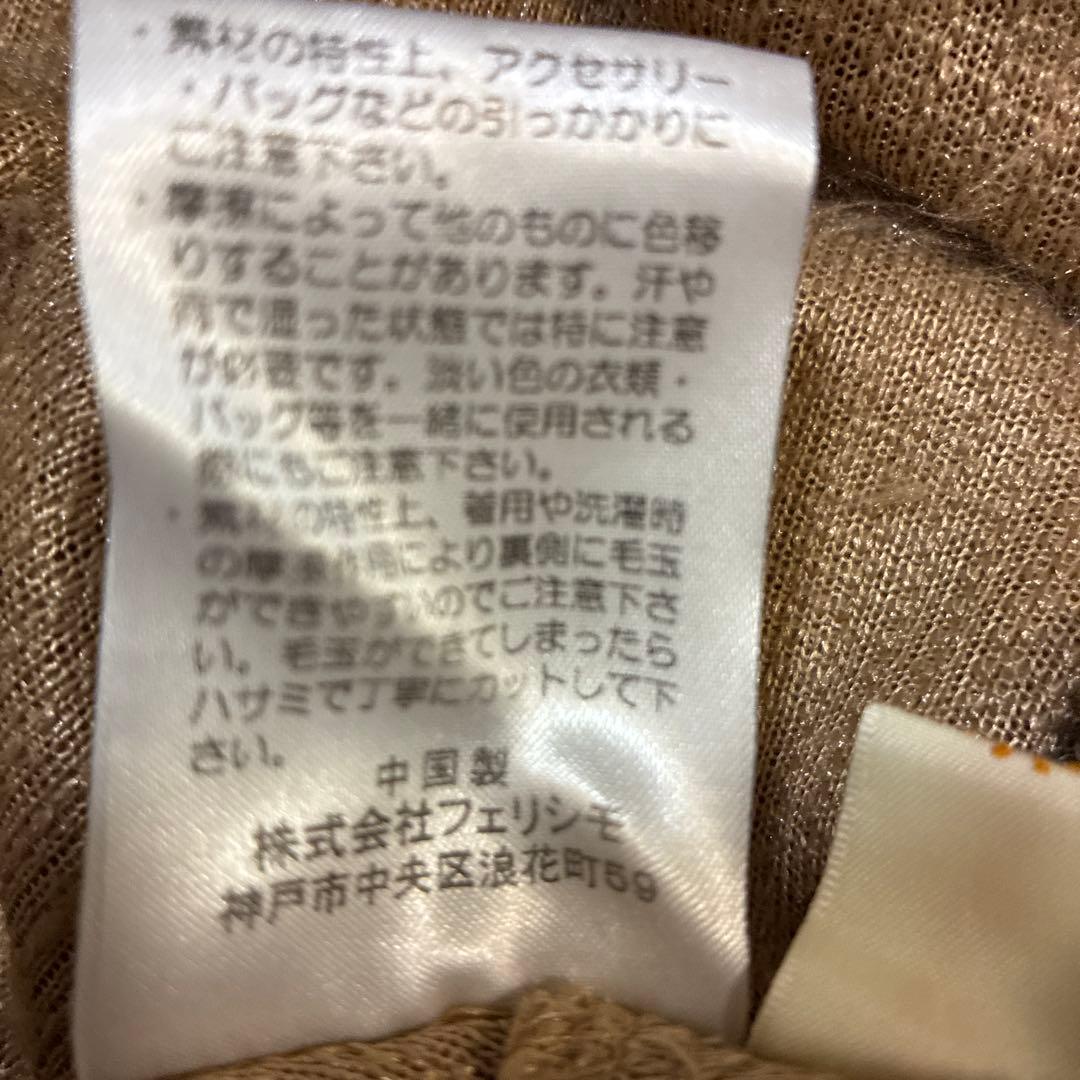 ・素材の特性上、アクセサリー
・バッグなどの引っかかりに
ご注意下さい。
・摩擦によって他のものに色移
りすることがあります。汗や
雨で湿った状態では特に注意
が必要です。淡い色の衣類・
バッグ等を一緒に使用される
際にもご注意下さい。
・素材の特性上、着用や洗濯時
の摩擦作用により裏側に毛玉
ができやすいのでご注意下さ
い。毛玉ができてしまったら
ハサミで丁寧にカットして下
さい。
中国製
株式会社フェリシモ
神戸市中央区浪花町59